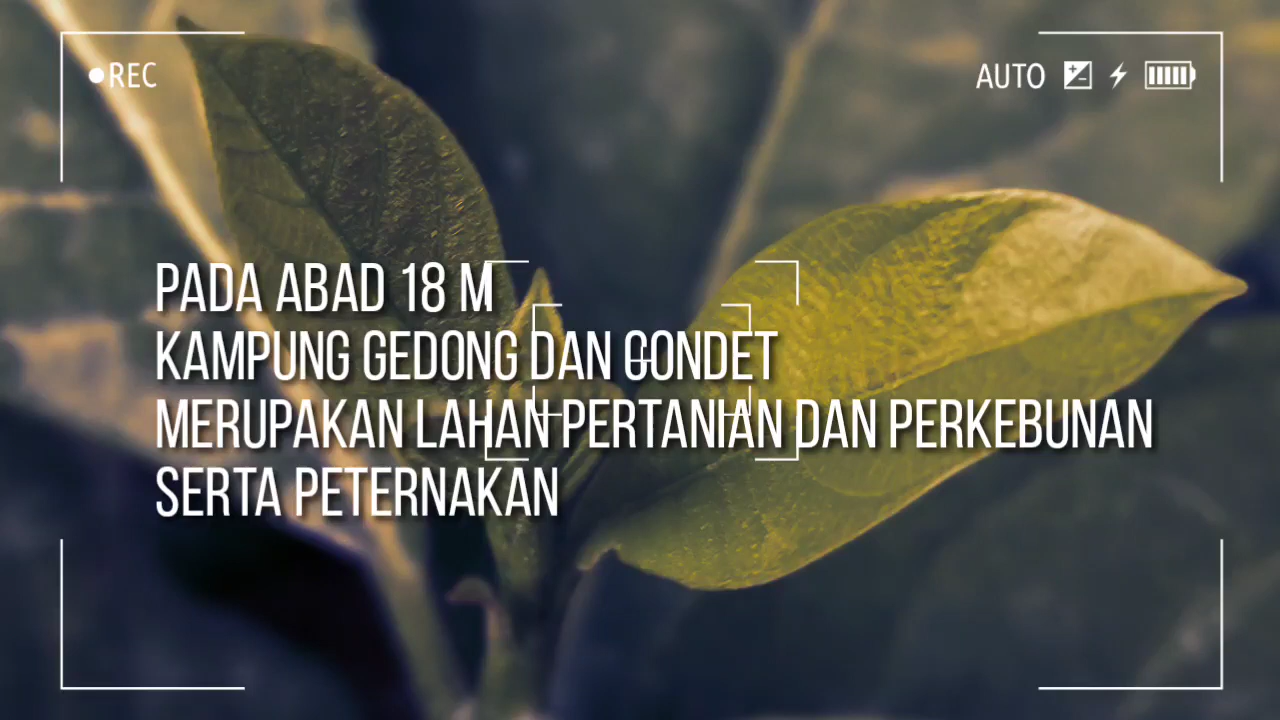 REC
AUTO
PADA ABAD 18 M
KAMPUNG GEDONG DAN CONDET
MERUPAKAN LAHAN PERTANIAN DAN PERKEBUNAN
SERTA PETERNAKAN